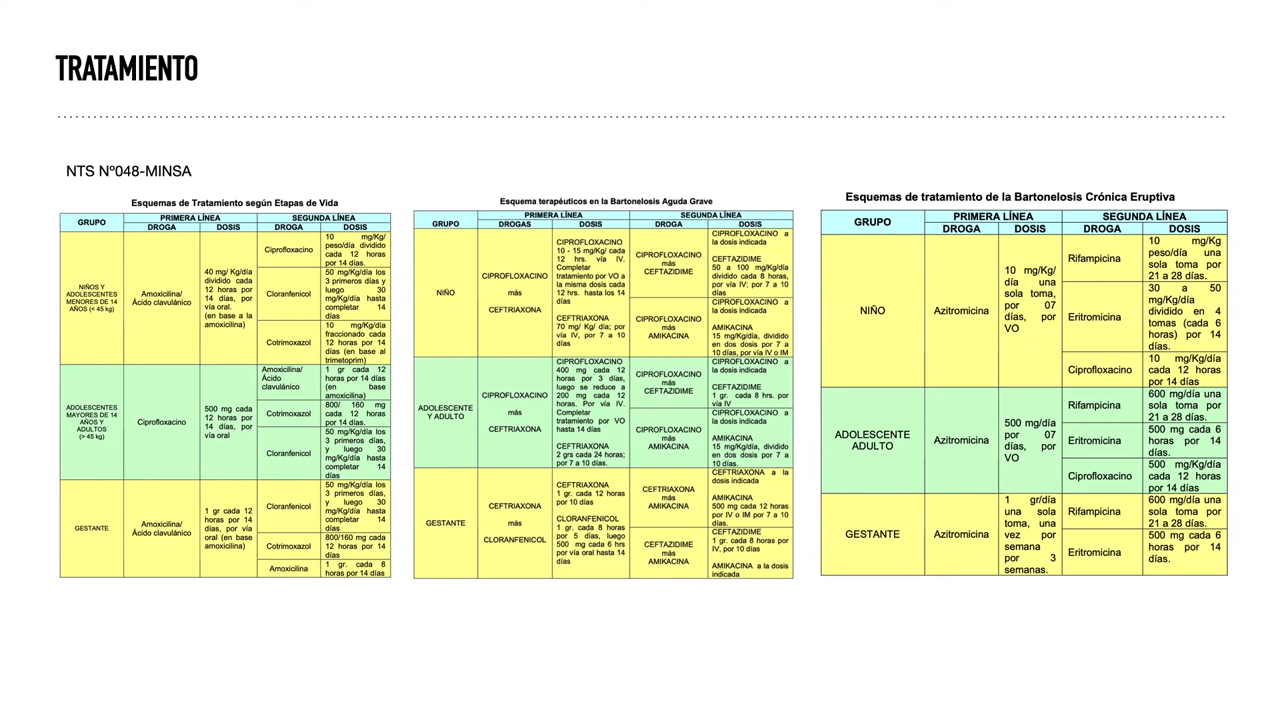 TRATAMIENTO
NTS Nº048-MINSA
Esquemas de Tratamiento según Etapas de Vida
GRUPO
PRIMERA LÍNEA
SEGUNDA LÍNEA
DROGA
DOSIS
DROGA
DOSIS
NIÑOS Y
ADOLESCENTES
MENORES DE 14
AÑOS (< 45 kg)
Amoxicilina/
Ácido clavulánico
40 mg/ Kg/día
dividido cada
12 horas por
14 días, por
vía oral.
(en base a la
amoxicilina)
Ciprofloxacino
10 mg/Kg/
peso/día dividido
cada 12 horas
por 14 días.
Cloranfenicol
50 mg/Kg/día los
3 primeros días y
luego 30
mg/Kg/día hasta
completar 14
días
Cotrimoxazol
10 mg/Kg/día
fraccionado cada
12 horas por 14
días (en base al
trimetoprim)
ADOLESCENTES
MAYORES DE 14
AÑOS Y
ADULTOS
(> 45 kg)
Ciprofloxacino
500 mg cada
12 horas por
14 días, por
vía oral
Amoxicilina/
Ácido
clavulánico
1 gr cada 12
horas por 14 días
(en base
amoxicilina)
Cotrimoxazol
800/ 160 mg
cada 12 horas
por 14 días.
Cloranfenicol
50 mg/Kg/día los
3 primeros días,
y luego 30
mg/Kg/día hasta
completar 14
días
GESTANTE
Amoxicilina/
Ácido clavulánico
1 gr cada 12
horas por 14
días, por vía
oral (en base
amoxicilina)
Cloranfenicol
50 mg/Kg/día los
3 primeros días,
y luego 30
mg/Kg/día hasta
completar 14
días
Cotrimoxazol
800/160 mg cada
12 horas por 14
días
Amoxicilina
1 gr. cada 8
horas por 14 días
Esquema terapéuticos en la Bartonelosis Aguda Grave
GRUPO
PRIMERA LÍNEA
SEGUNDA LÍNEA
DROGAS
DOSIS
DROGA
DOSIS
NIÑO
CIPROFLOXACINO
más
CEFTRIAXONA
CIPROFLOXACINO
10 - 15 mg/Kg/ cada
12 hrs. vía IV.
Completar
tratamiento por VO a
la misma dosis cada
12 hrs. hasta los 14
días
CEFTRIAXONA
70 mg/ Kg/ día; por
vía IV; por 7 a 10
días.
CIPROFLOXACINO
más
CEFTAZIDIME
CIPROFLOXACINO a
la dosis indicada
CEFTAZIDIME
50 a 100 mg/Kg/día
dividido cada 8 horas,
por vía IV; por 7 a 10
días
CIPROFLOXACINO
más
AMIKACINA
CIPROFLOXACINO a
la dosis indicada
AMIKACINA
15 mg/Kg/día, dividido
en dos dosis por 7 a
10 días, por vía IV o IM
ADOLESCENTE
Y ADULTO
CIPROFLOXACINO
más
CEFTRIAXONA
CIPROFLOXACINO
400 mg cada 12
horas por 3 días,
luego se reduce a
200 mg cada 12
horas. Por vía IV.
Completar
tratamiento por VO
hasta 14 días
CEFTRIAXONA
2 grs cada 24 horas;
por 7 a 10 días.
CIPROFLOXACINO
más
CEFTAZIDIME
CIPROFLOXACINO a
la dosis indicada
CEFTAZIDIME
1 gr. cada 8 hrs. por
vía IV
CIPROFLOXACINO
más
AMIKACINA
CIPROFLOXACINO a
la dosis indicada
AMIKACINA
15 mg/Kg/día, dividido
en dos dosis por 7 a
10 días.
GESTANTE
CEFTRIAXONA
más
CLORANFENICOL
CEFTRIAXONA
1 gr. cada 12 horas
por 10 días
CLORANFENICOL
1 gr. cada 8 horas
por 5 días, luego
500 mg cada 6 hrs
por vía oral hasta 14
días
CEFTRIAXONA
más
AMIKACINA
CEFTRIAXONA a la
dosis indicada
AMIKACINA
500 mg cada 12 horas
por IV o IM por 7 a 10
días.
CEFTAZIDIME
más
AMIKACINA
CEFTAZIDIME
1 gr. cada 8 horas por
IV, por 10 días
AMIKACINA a la dosis
indicada
Esquemas de tratamiento de la Bartonelosis Crónica Eruptiva
GRUPO
PRIMERA LÍNEA
SEGUNDA LÍNEA
DROGA
DOSIS
DROGA
DOSIS
NIÑO
Azitromicina
10 mg/Kg/
día una
sola toma,
por 07
días, por
VO
Rifampicina
10 mg/Kg
peso/día una
sola toma por
21 a 28 días.
Eritromicina
30 a 50
mg/Kg/día
dividido en 4
tomas (cada 6
horas) por 14
días.
Ciprofloxacino
10 mg/Kg/día
cada 12 horas
por 14 días
ADOLESCENTE
ADULTO
Azitromicina
500 mg/día
por 07
días, por
VO
Rifampicina
600 mg/día una
sola toma por
21 a 28 días.
Eritromicina
500 mg cada 6
horas por 14
días.
Ciprofloxacino
500 mg/Kg/día
cada 12 horas
por 14 días
GESTANTE
Azitromicina
1 gr/día
una sola
toma, una
vez por
semana
por 3
semanas.
Rifampicina
600 mg/día una
sola toma por
21 a 28 días.
Eritromicina
500 mg cada 6
horas por 14
días.